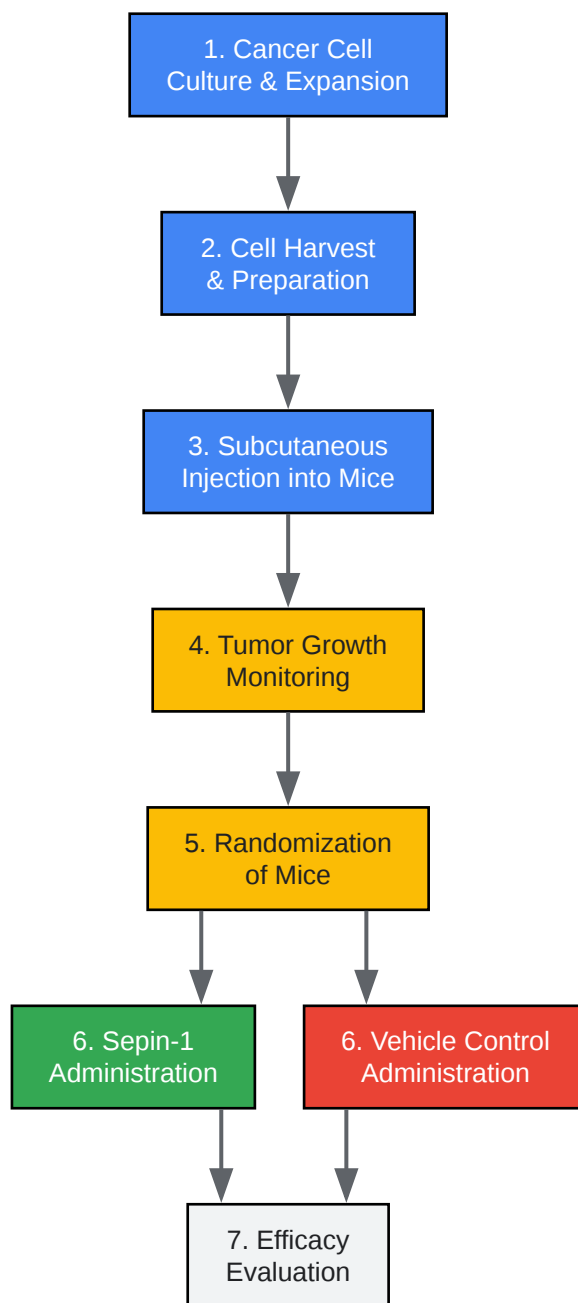 1. Cancer Cell
Culture & Expansion
2. Cell Harvest
& Preparation
3. Subcutaneous
Injection into Mice
4. Tumor Growth
Monitoring
5. Randomization
of Mice
6. Sepin-1
Administration
6. Vehicle Control
Administration
7. Efficacy
Evaluation